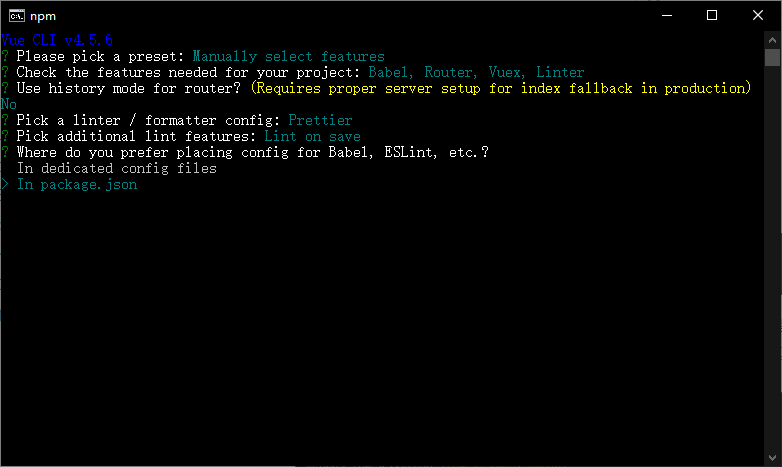 npm
Vue CLI v4.5.6
? Please pick a preset: Manually select features
? Check the features needed for your project: Babel, Router, Vuex, Linter
? Use history mode for router? (Requires proper server setup for index fallback in production)
No
? Pick a linter / formatter config: Prettier
? Pick additional lint features: Lint on save
? Where do you prefer placing config for Babel, ESLint, etc.?
In dedicated config files
> In package.json